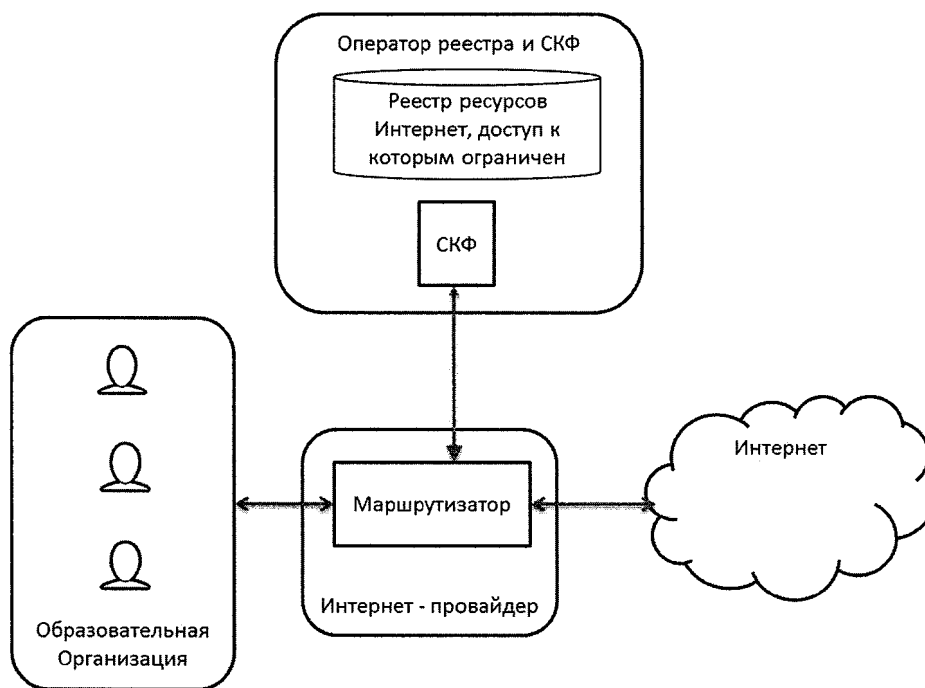 Оператор реестра и СКФ
Реестр ресурсов
Интернет, доступ к
которым ограничен
СКФ
Интернет
Маршрутизатор
Интернет - провайдер
Образовательная
Организация